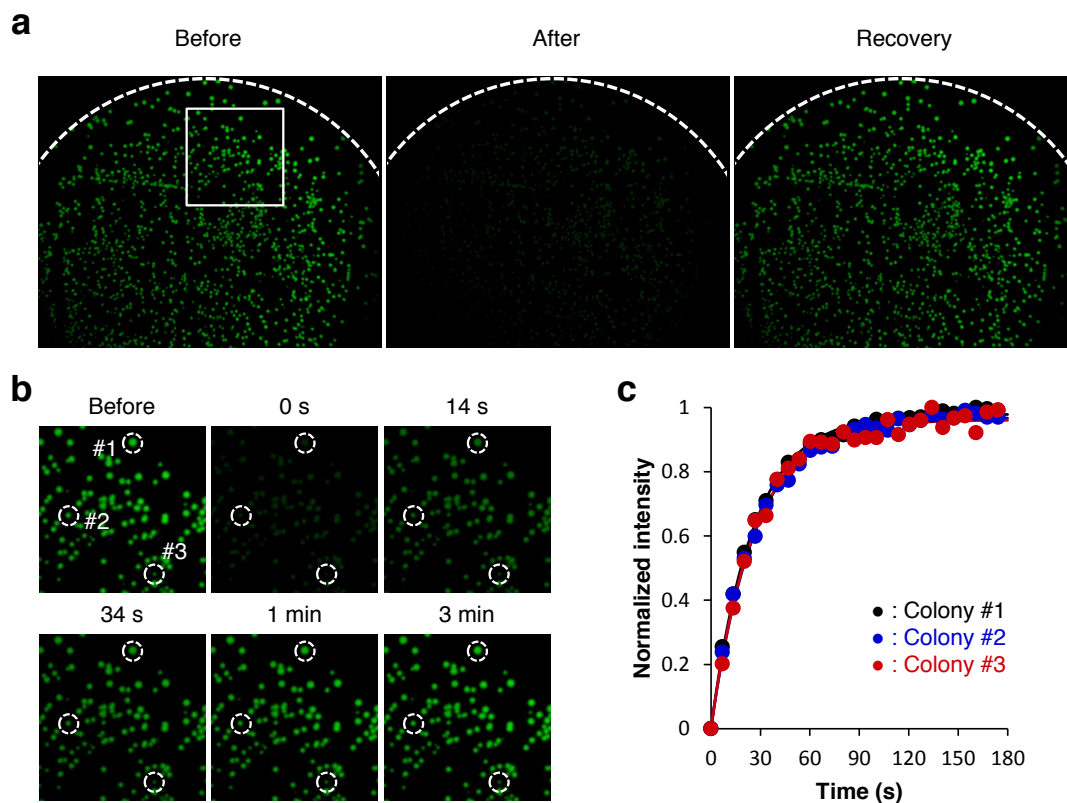 a
Before
After
Recovery
b
Before
0 s
14 s
#1
#2
#3
34 s
1 min
3 min
c
Normalized intensity
1
0.8
0.6
0.4
0.2
0
: Colony #1
: Colony #2
: Colony #3
0 30 60 90 120 150 180
Time (s)